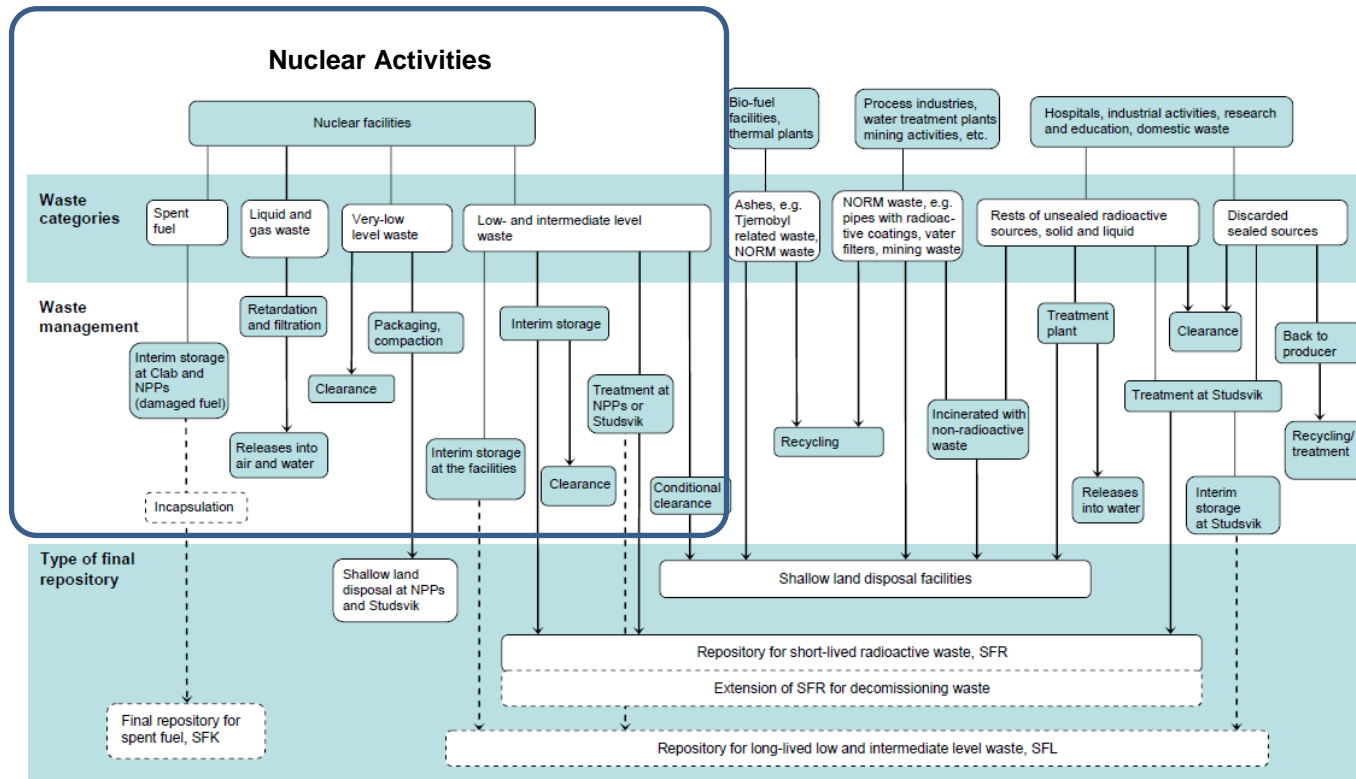 Nuclear Activities
Nuclear facilities
Bio-fuel
facilities,
thermal plants
Process industries,
water treatment plants
mining activities, etc.
Hospitals, industrial activities, research
and education, domestic waste
Waste
categories
Spent
fuel
Liquid and
gas waste
Very-low
level waste
Low- and intermediate level
waste
Ashes, e.g.
Tjernobyl
related waste,
NORM waste
NORM waste, e.g.
pipes with radioac-
tive coatings, vater
filters, mining waste
Rests of unsealed radioactive
sources, solid and liquid
Discarded
sealed sources
Waste
management
Interim storage
at Clab and
NPPs
(damaged fuel)
Retardation
and filtration
Releases into
air and water
Clearance
Packaging,
compaction
Interim storage
at the facilities
Interim storage
Clearance
Treatment at
NPPs or
Studsvik
Conditional
clearance
Recycling
Incinerated with
non-radioactive
waste
Treatment
plant
Releases
into water
Clearance
Treatment at Studsvik
Interim
storage
at Studsvik
Back to
producer
Recycling/
treatment
Incapsulation
Type of final
repository
Shallow land
disposal at NPPs
and Studsvik
Shallow land disposal facilities
Repository for short-lived radioactive waste, SFR
Extension of SFR for decomissioning waste
Final repository for
spent fuel, SFK
Repository for long-lived low and intermediate level waste, SFL